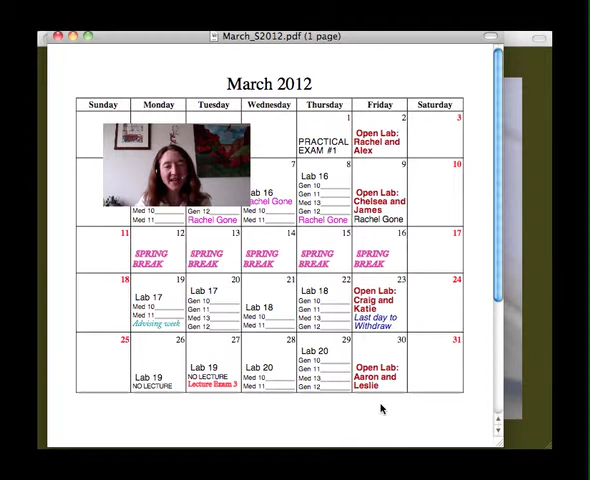 March_S2012.pdf (1 page)
March 2012
Sunday Monday Tuesday Wednesday Thursday Friday Saturday
1 2 3
PRACTICAL
EXAM #1
Open Lab:
Rachel and
Alex
Med 10
Med 11
Gen 12
Rachel Gone
7
ab 16
achel Gone
Med 10
Med 11
8
Lab 16
Gen 10
Gen 11
Med 13
Gen 12
Rachel Gone
9
Open Lab:
Chelsea and
James
Rachel Gone
10
11 12 13 14 15 16 17
SPRING
BREAK
SPRING
BREAK
SPRING
BREAK
SPRING
BREAK
SPRING
BREAK
18
19
Lab 17
Med 10
Med 11
Advising week
20
Lab 17
Gen 10
Gen 11
Med 13
Gen 12
21
Lab 18
Med 10
Med 11
22
Lab 18
Gen 10
Gen 11
Med 13
Gen 12
23
Open Lab:
Craig and
Katie
Last day to
Withdraw
24
25
26
Lab 19
NO LECTURE
27
Lab 19
NO LECTURE
Lecture Exam 3
28
Lab 20
Med 10
Med 11
29
Lab 20
Gen 10
Gen 11
Med 13
Gen 12
30
Open Lab:
Aaron and
Leslie
31